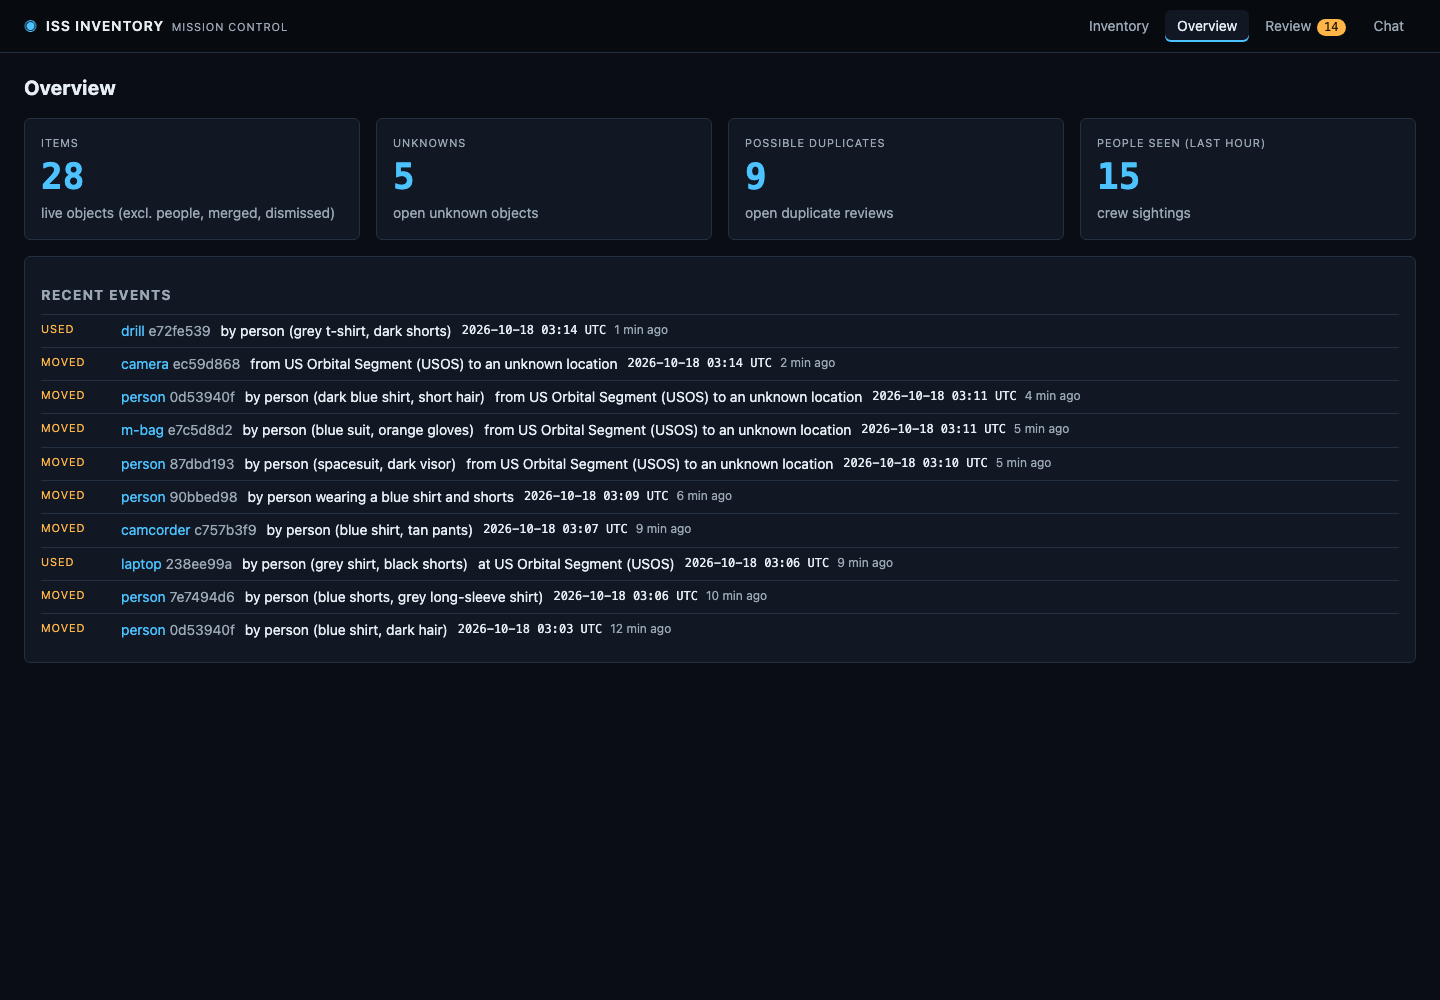 ISS INVENTORY MISSION CONTROL Inventory Overview Review 14 Chat
Overview
ITEMS
28
live objects (excl. people, merged, dismissed)
UNKNOWNS
5
open unknown objects
POSSIBLE DUPLICATES
9
open duplicate reviews
PEOPLE SEEN (LAST HOUR)
15
crew sightings
RECENT EVENTS
USED drill e72fe539 by person (grey t-shirt, dark shorts) 2026-10-18 03:14 UTC 1 min ago
MOVED camera ec59d868 from US Orbital Segment (USOS) to an unknown location 2026-10-18 03:14 UTC 2 min ago
MOVED person 0d53940f by person (dark blue shirt, short hair) from US Orbital Segment (USOS) to an unknown location 2026-10-18 03:11 UTC 4 min ago
MOVED m-bag e7c5d8d2 by person (blue suit, orange gloves) from US Orbital Segment (USOS) to an unknown location 2026-10-18 03:11 UTC 5 min ago
MOVED person 87dbd193 by person (spacesuit, dark visor) from US Orbital Segment (USOS) to an unknown location 2026-10-18 03:10 UTC 5 min ago
MOVED person 90bbed98 by person wearing a blue shirt and shorts 2026-10-18 03:09 UTC 6 min ago
MOVED camcorder c757b3f9 by person (blue shirt, tan pants) 2026-10-18 03:07 UTC 9 min ago
USED laptop 238ee99a by person (grey shirt, black shorts) at US Orbital Segment (USOS) 2026-10-18 03:06 UTC 9 min ago
MOVED person 7e7494d6 by person (blue shorts, grey long-sleeve shirt) 2026-10-18 03:06 UTC 10 min ago
MOVED person 0d53940f by person (blue shirt, dark hair) 2026-10-18 03:03 UTC 12 min ago